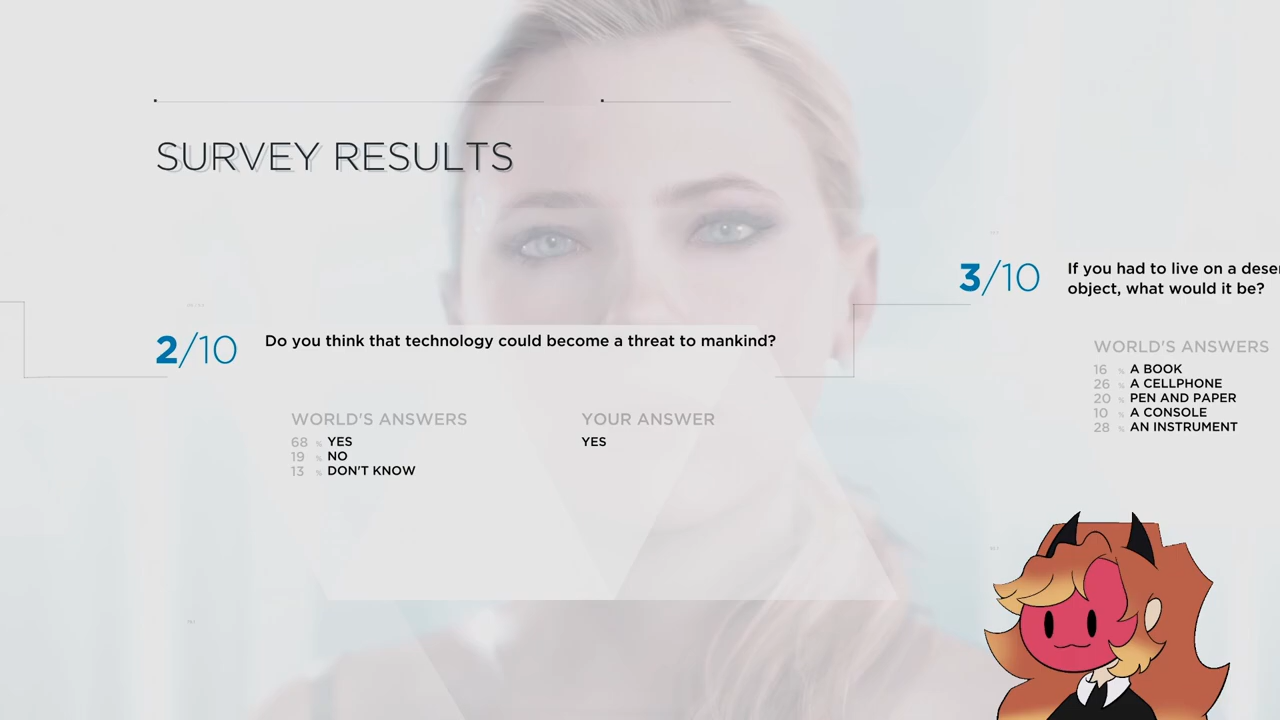 SURVEY RESULTS
2/10
Do you think that technology could become a threat to mankind?
WORLD'S ANSWERS
68 % YES
19 % NO
13 % DON'T KNOW
YOUR ANSWER
YES
3/10
If you had to live on a
object, what would it be?
WORLD'S ANSWERS
16 % A BOOK
26 % A CELLPHONE
20 % PEN AND PAPER
10 % A CONSOLE
28 % AN INSTRUMENT